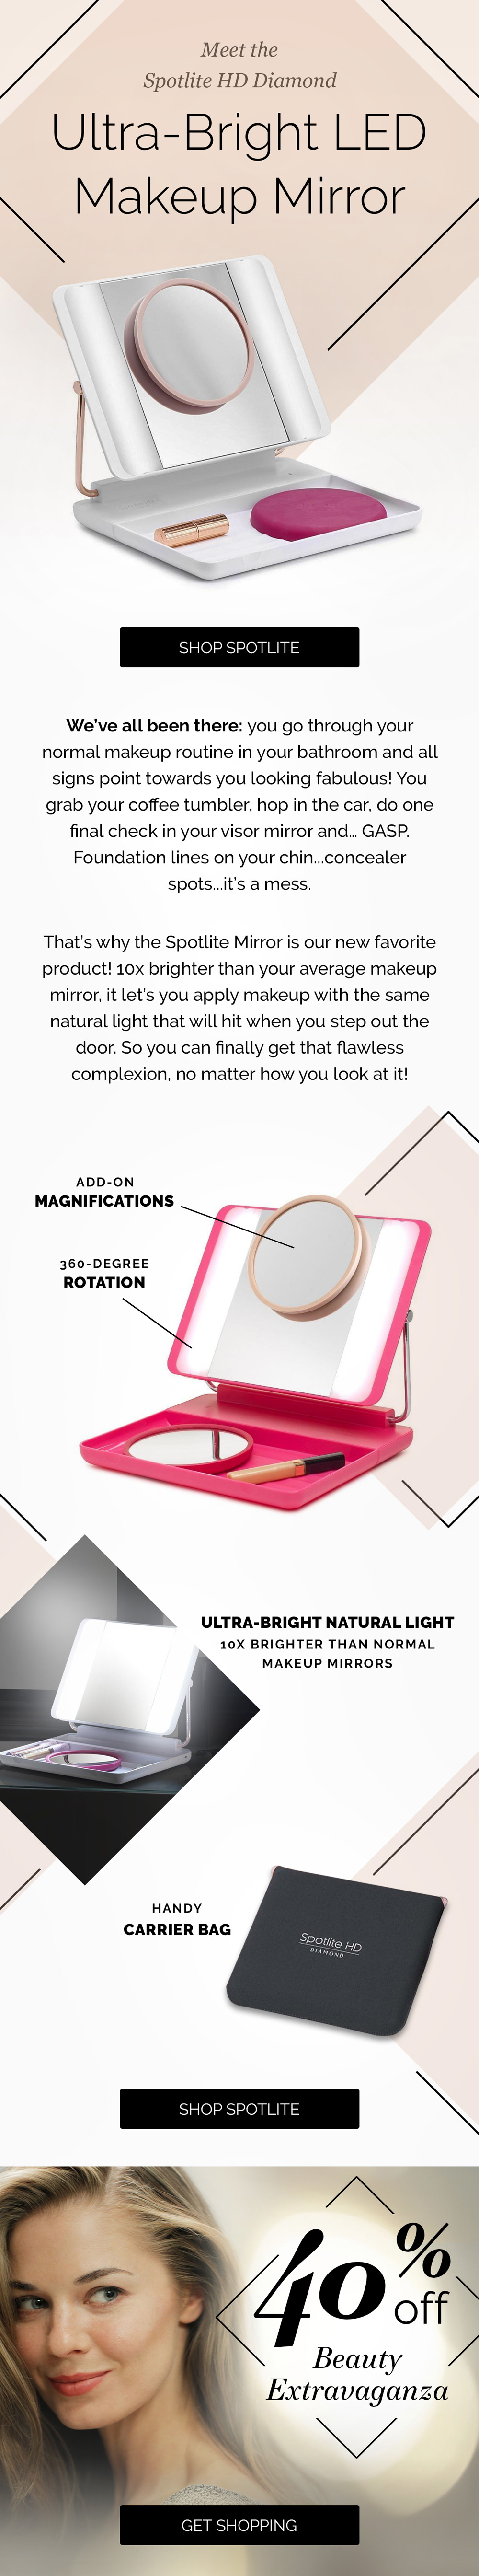 Meet the
Spotlite HD Diamond
Ultra-Bright LED
Makeup Mirror
SHOP SPOTLITE
We've all been there: you go through your
normal makeup routine in your bathroom and all
signs point towards you looking fabulous! You
grab your coffee tumbler, hop in the car, do one
final check in your visor mirror and... GASP.
Foundation lines on your chin...concealer
spots...it's a mess.
That's why the Spotlite Mirror is our new favorite
product! 10x brighter than your average makeup
mirror, it let's you apply makeup with the same
natural light that will hit when you step out the
door. So you can finally get that flawless
complexion, no matter how you look at it!
ADD-ON
MAGNIFICATIONS
360-DEGREE
ROTATION
ULTRA-BRIGHT NATURAL LIGHT
10X BRIGHTER THAN NORMAL
MAKEUP MIRRORS
HANDY
CARRIER BAG
Spotlite HD
DIAMOND
SHOP SPOTLITE
40%
off
Beauty
Extravaganza
GET SHOPPING